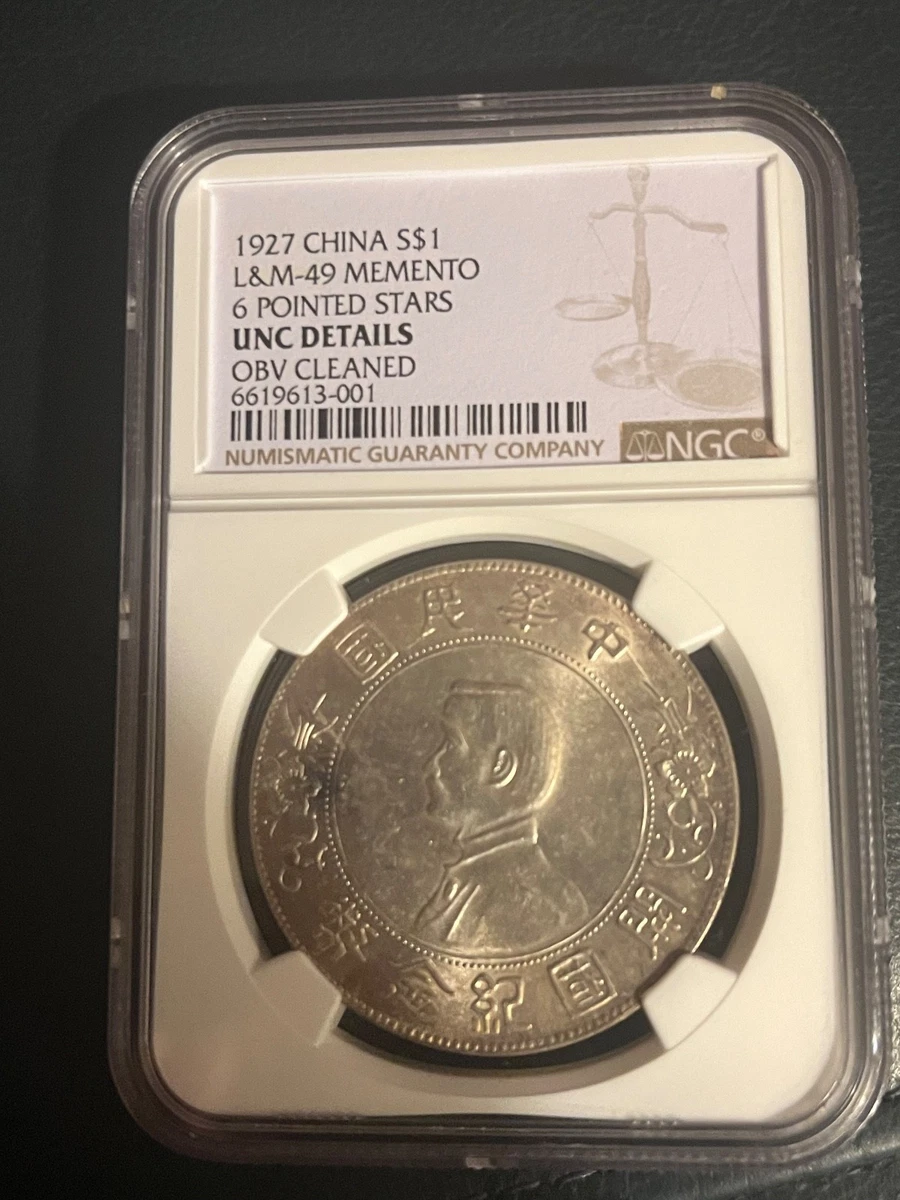 1927 CHINA S$1
L&M-49 MEMENTO
6 POINTED STARS
UNC DETAILS
OBV CLEANED
6619613-001
NUMISMATIC GUARANTY COMPANY
NGC®
中華民國
開國紀念幣